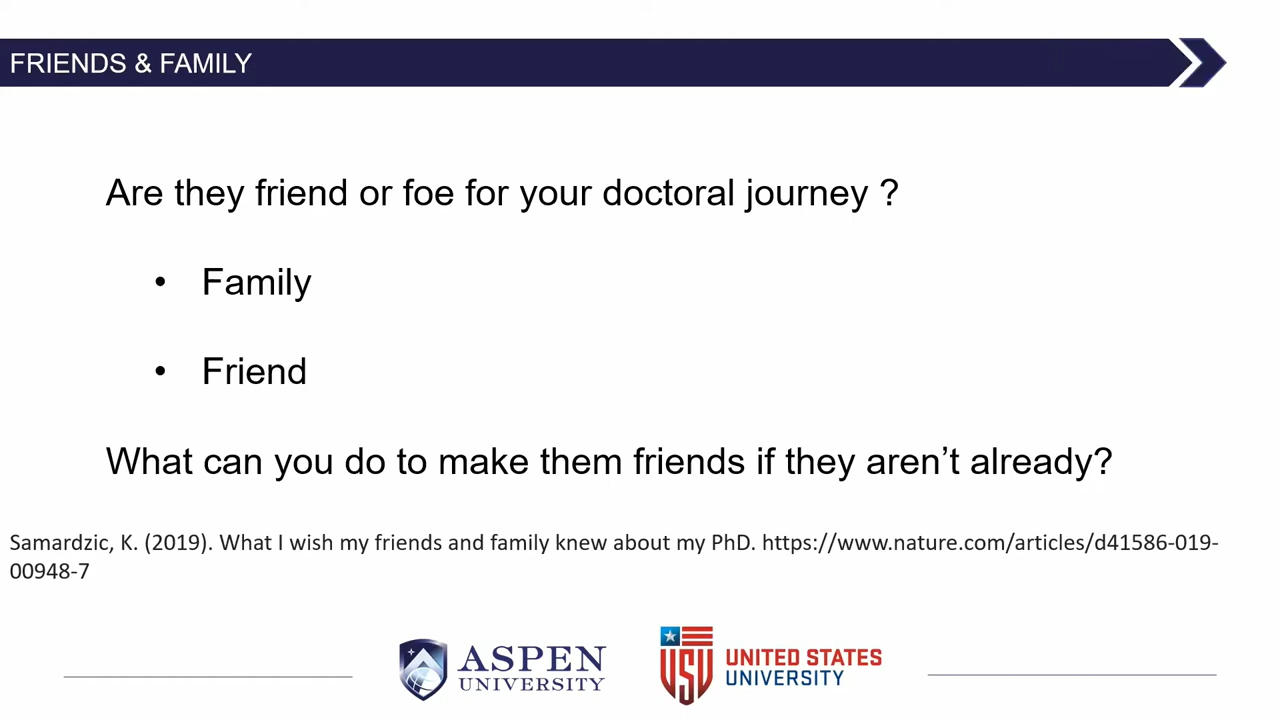 FRIENDS & FAMILY
Are they friend or foe for your doctoral journey ?
• Family
• Friend
What can you do to make them friends if they aren’t already?
Samardzic, K. (2019). What I wish my friends and family knew about my PhD. https://www.nature.com/articles/d41586-019-
00948-7
ASPEN
UNIVERSITY
USU
UNITED STATES
UNIVERSITY